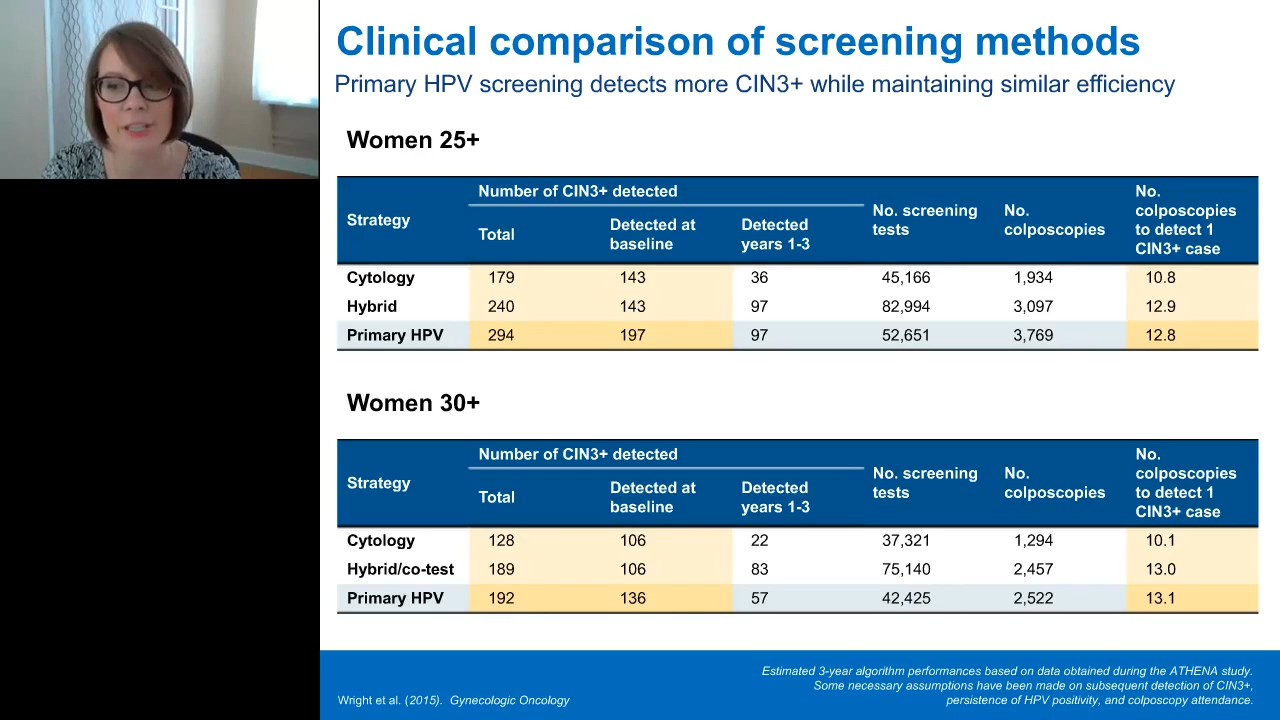 Clinical comparison of screening methods
Primary HPV screening detects more CIN3+ while maintaining similar efficiency
Women 25+
Strategy
Number of CIN3+ detected
Total
Detected at
baseline
Detected
years 1-3
No. screening
tests
No.
colposcopies
No.
colposcopies
to detect 1
CIN3+ case
Cytology 179 143 36 45,166 1,934 10.8
Hybrid 240 143 97 82,994 3,097 12.9
Primary HPV 294 197 97 52,651 3,769 12.8
Women 30+
Strategy
Number of CIN3+ detected
Total
Detected at
baseline
Detected
years 1-3
No. screening
tests
No.
colposcopies
No.
colposcopies
to detect 1
CIN3+ case
Cytology 128 106 22 37,321 1,294 10.1
Hybrid/co-test 189 106 83 75,140 2,457 13.0
Primary HPV 192 136 57 42,425 2,522 13.1
Estimated 3-year algorithm performances based on data obtained during the ATHENA study.
Some necessary assumptions have been made on subsequent detection of CIN3+,
persistence of HPV positivity, and colposcopy attendance.
Wright et al. (2015). Gynecologic Oncology